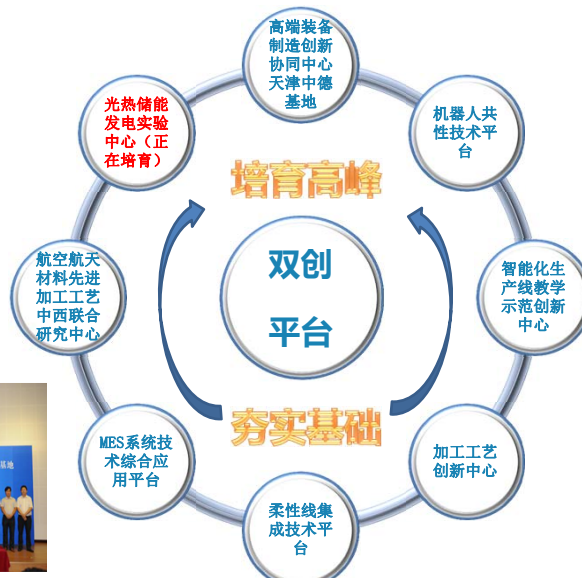 高端装备
制造创新
协同中心
天津中德
基地
光热储能
发电实验
中心（正
在培育）
机器人共
性技术平
台
培育高峰
航空航天
材料先进
加工工艺
中西联合
研究中心
双创
平台
智能化生
产线教学
示范创新
中心
夯实基础
MES系统技
术综合应
用平台
加工工艺
创新中心
柔性线集
成技术平
台
基地